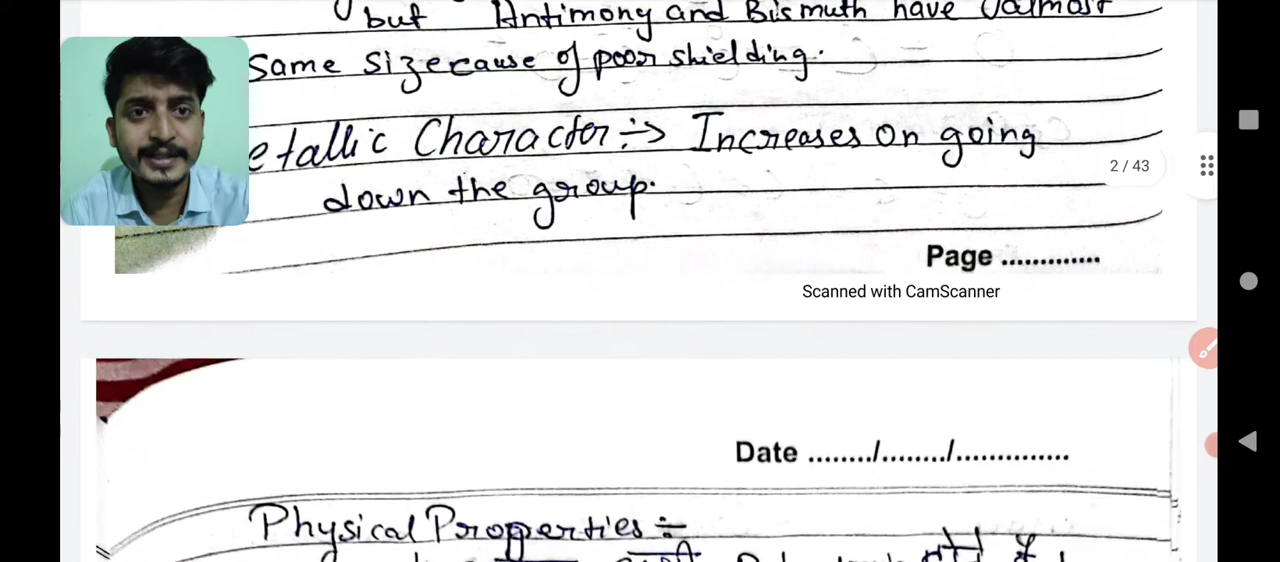 but Antimony and Bismuth have almost
same size cause of poor shielding.
etallic Character :-> Increases on going
down the group.
2 / 43
Page .............
Scanned with CamScanner
Date ......../......../..............
Physical Properties :-